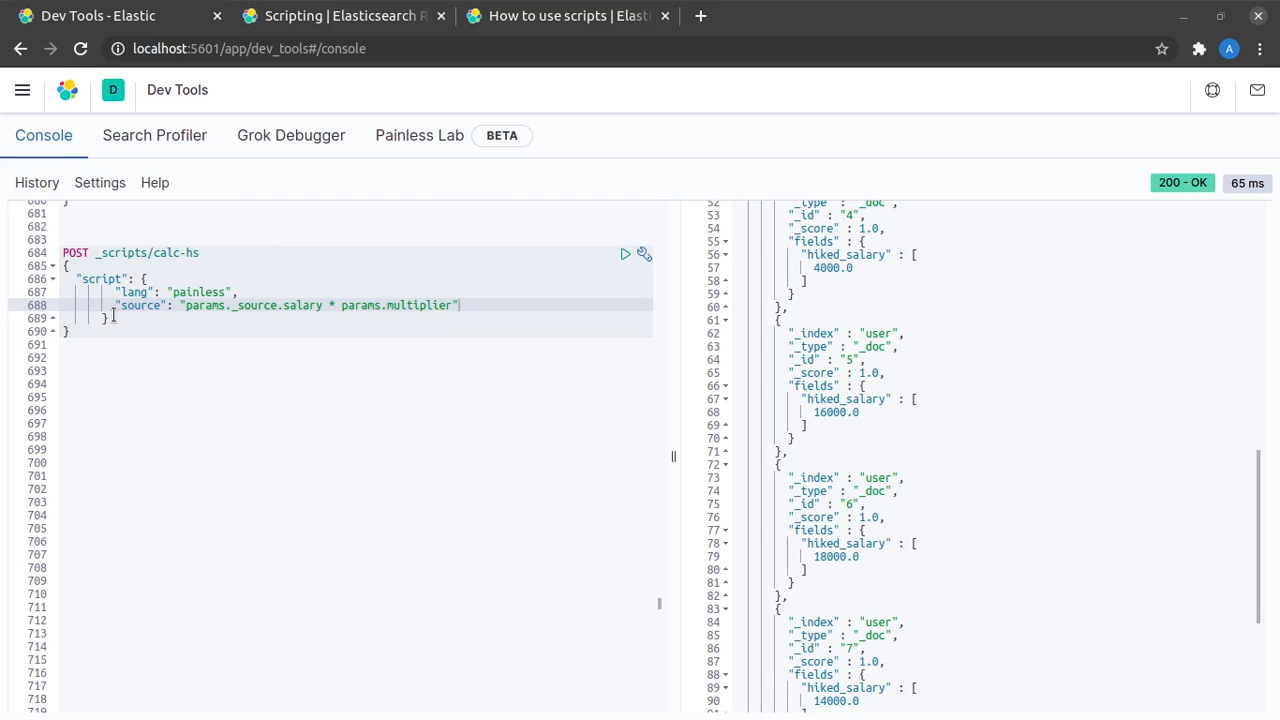 Dev Tools - Elastic
Scripting | Elasticsearch R
How to use scripts | Elasti
localhost:5601/app/dev_tools#/console
A
D
Dev Tools
Console
Search Profiler
Grok Debugger
Painless Lab
BETA
History
Settings
Help
200 - OK
65 ms
680 }
681
682
683
684 POST _scripts/calc-hs
685 {
686 "script": {
687 "lang": "painless",
688 "source": "params._source.salary * params.multiplier"
689 }
690 }
691
692
693
694
695
696
697
698
699
700
701
702
703
704
705
706
707
708
709
710
711
712
713
714
715
716
717
718
719
52 "_type" : "_doc",
53 "_id" : "4",
54 "_score" : 1.0,
55 "fields" : {
56 "hiked_salary" : [
57 4000.0
58 ]
59 }
60 },
61 {
62 "_index" : "user",
63 "_type" : "_doc",
64 "_id" : "5",
65 "_score" : 1.0,
66 "fields" : {
67 "hiked_salary" : [
68 16000.0
69 ]
70 }
71 },
72 {
73 "_index" : "user",
74 "_type" : "_doc",
75 "_id" : "6",
76 "_score" : 1.0,
77 "fields" : {
78 "hiked_salary" : [
79 18000.0
80 ]
81 }
82 },
83 {
84 "_index" : "user",
85 "_type" : "_doc",
86 "_id" : "7",
87 "_score" : 1.0,
88 "fields" : {
89 "hiked_salary" : [
90 14000.0